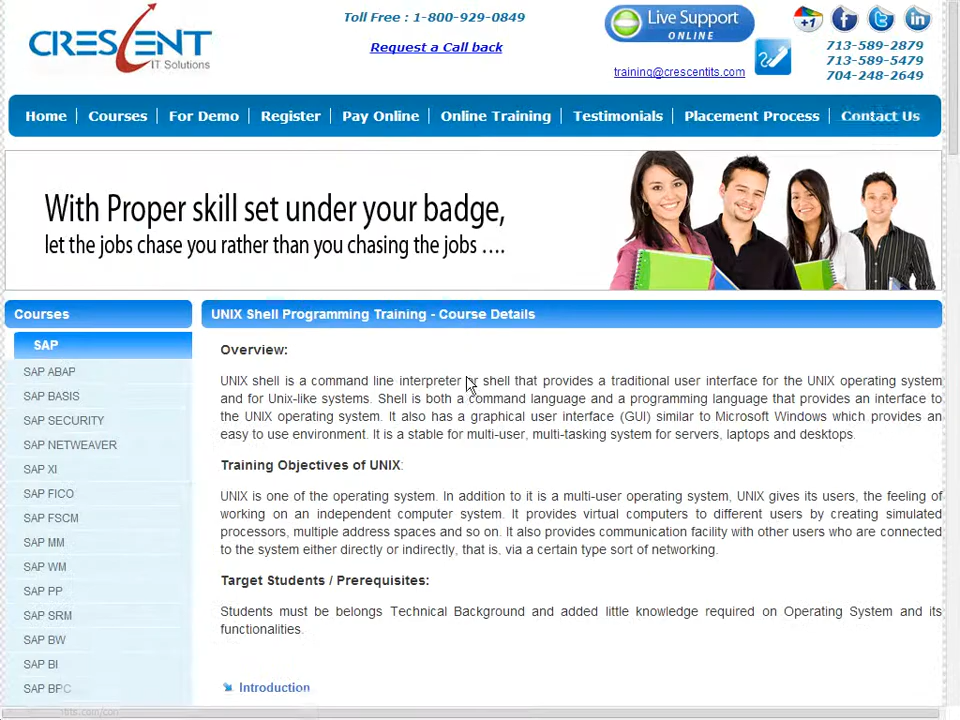 CRESCENT
IT Solutions
Toll Free : 1-800-929-0849
Request a Call back
Live Support
ONLINE
training@crescentits.com
+1
713-589-2879
713-589-5479
704-248-2649
Home
Courses
For Demo
Register
Pay Online
Online Training
Testimonials
Placement Process
Contact Us
With Proper skill set under your badge,
let the jobs chase you rather than you chasing the jobs ....
Courses
SAP
SAP ABAP
SAP BASIS
SAP SECURITY
SAP NETWEAVER
SAP XI
SAP FICO
SAP FSCM
SAP MM
SAP WM
SAP PP
SAP SRM
SAP BW
SAP BI
SAP BPC
UNIX Shell Programming Training - Course Details
Overview:
UNIX shell is a command line interpreter or shell that provides a traditional user interface for the UNIX operating system
and for Unix-like systems. Shell is both a command language and a programming language that provides an interface to
the UNIX operating system. It also has a graphical user interface (GUI) similar to Microsoft Windows which provides an
easy to use environment. It is a stable for multi-user, multi-tasking system for servers, laptops and desktops.
Training Objectives of UNIX:
UNIX is one of the operating system. In addition to it is a multi-user operating system, UNIX gives its users, the feeling of
working on an independent computer system. It provides virtual computers to different users by creating simulated
processors, multiple address spaces and so on. It also provides communication facility with other users who are connected
to the system either directly or indirectly, that is, via a certain type sort of networking.
Target Students / Prerequisites:
Students must be belongs Technical Background and added little knowledge required on Operating System and its
functionalities.
Introduction